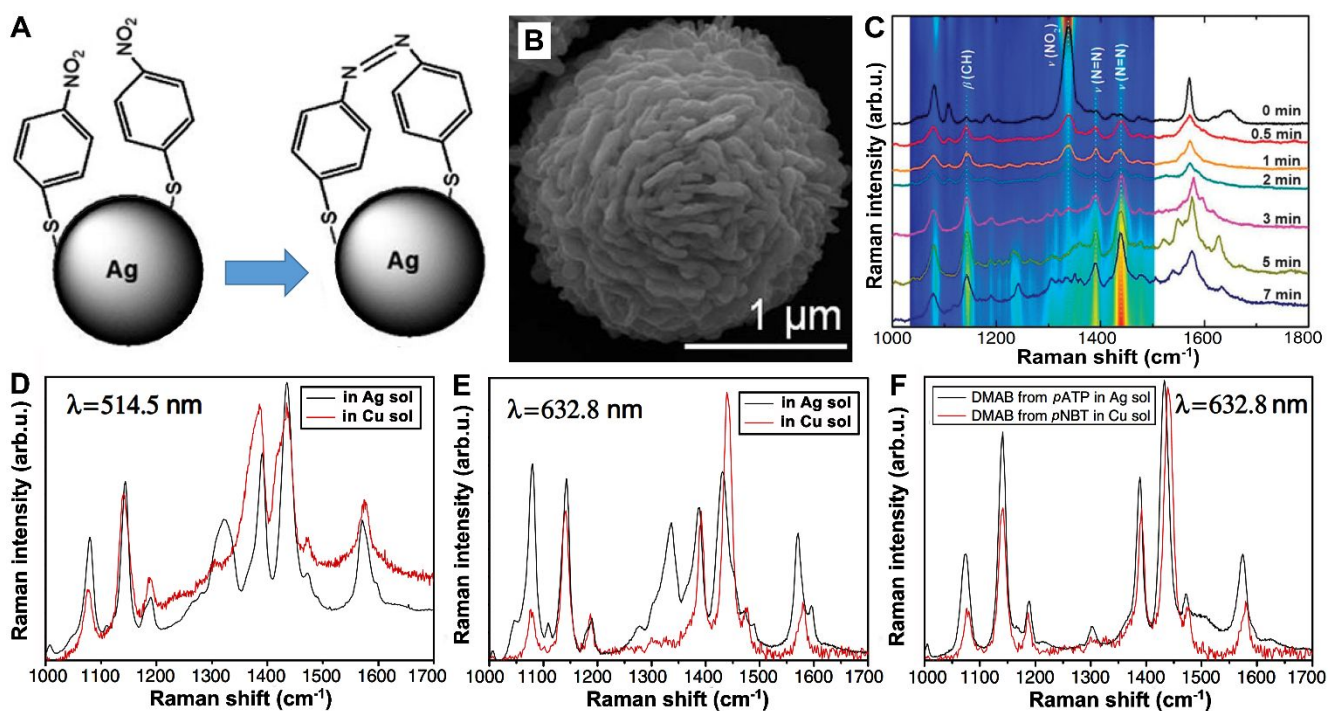 A
NO₂
NO₂
S
S
Ag
N
N
S
S
Ag
B
1 µm
C
Raman intensity (arb.u.)
β (CH)
ν (NO₂)
ν (N=N)
ν (N=N)
0 min
0.5 min
1 min
2 min
3 min
5 min
7 min
1000 1200 1400 1600 1800
Raman shift (cm⁻¹)
D
λ=514.5 nm
in Ag sol
in Cu sol
Raman intensity (arb.u.)
1000 1100 1200 1300 1400 1500 1600 1700
Raman shift (cm⁻¹)
E
λ=632.8 nm
in Ag sol
in Cu sol
Raman intensity (arb.u.)
1000 1100 1200 1300 1400 1500 1600 1700
Raman shift (cm⁻¹)
F
DMAB from pATP in Ag sol
DMAB from pNBT in Cu sol
λ=632.8 nm
Raman intensity (arb.u.)
1000 1100 1200 1300 1400 1500 1600 1700
Raman shift (cm⁻¹)